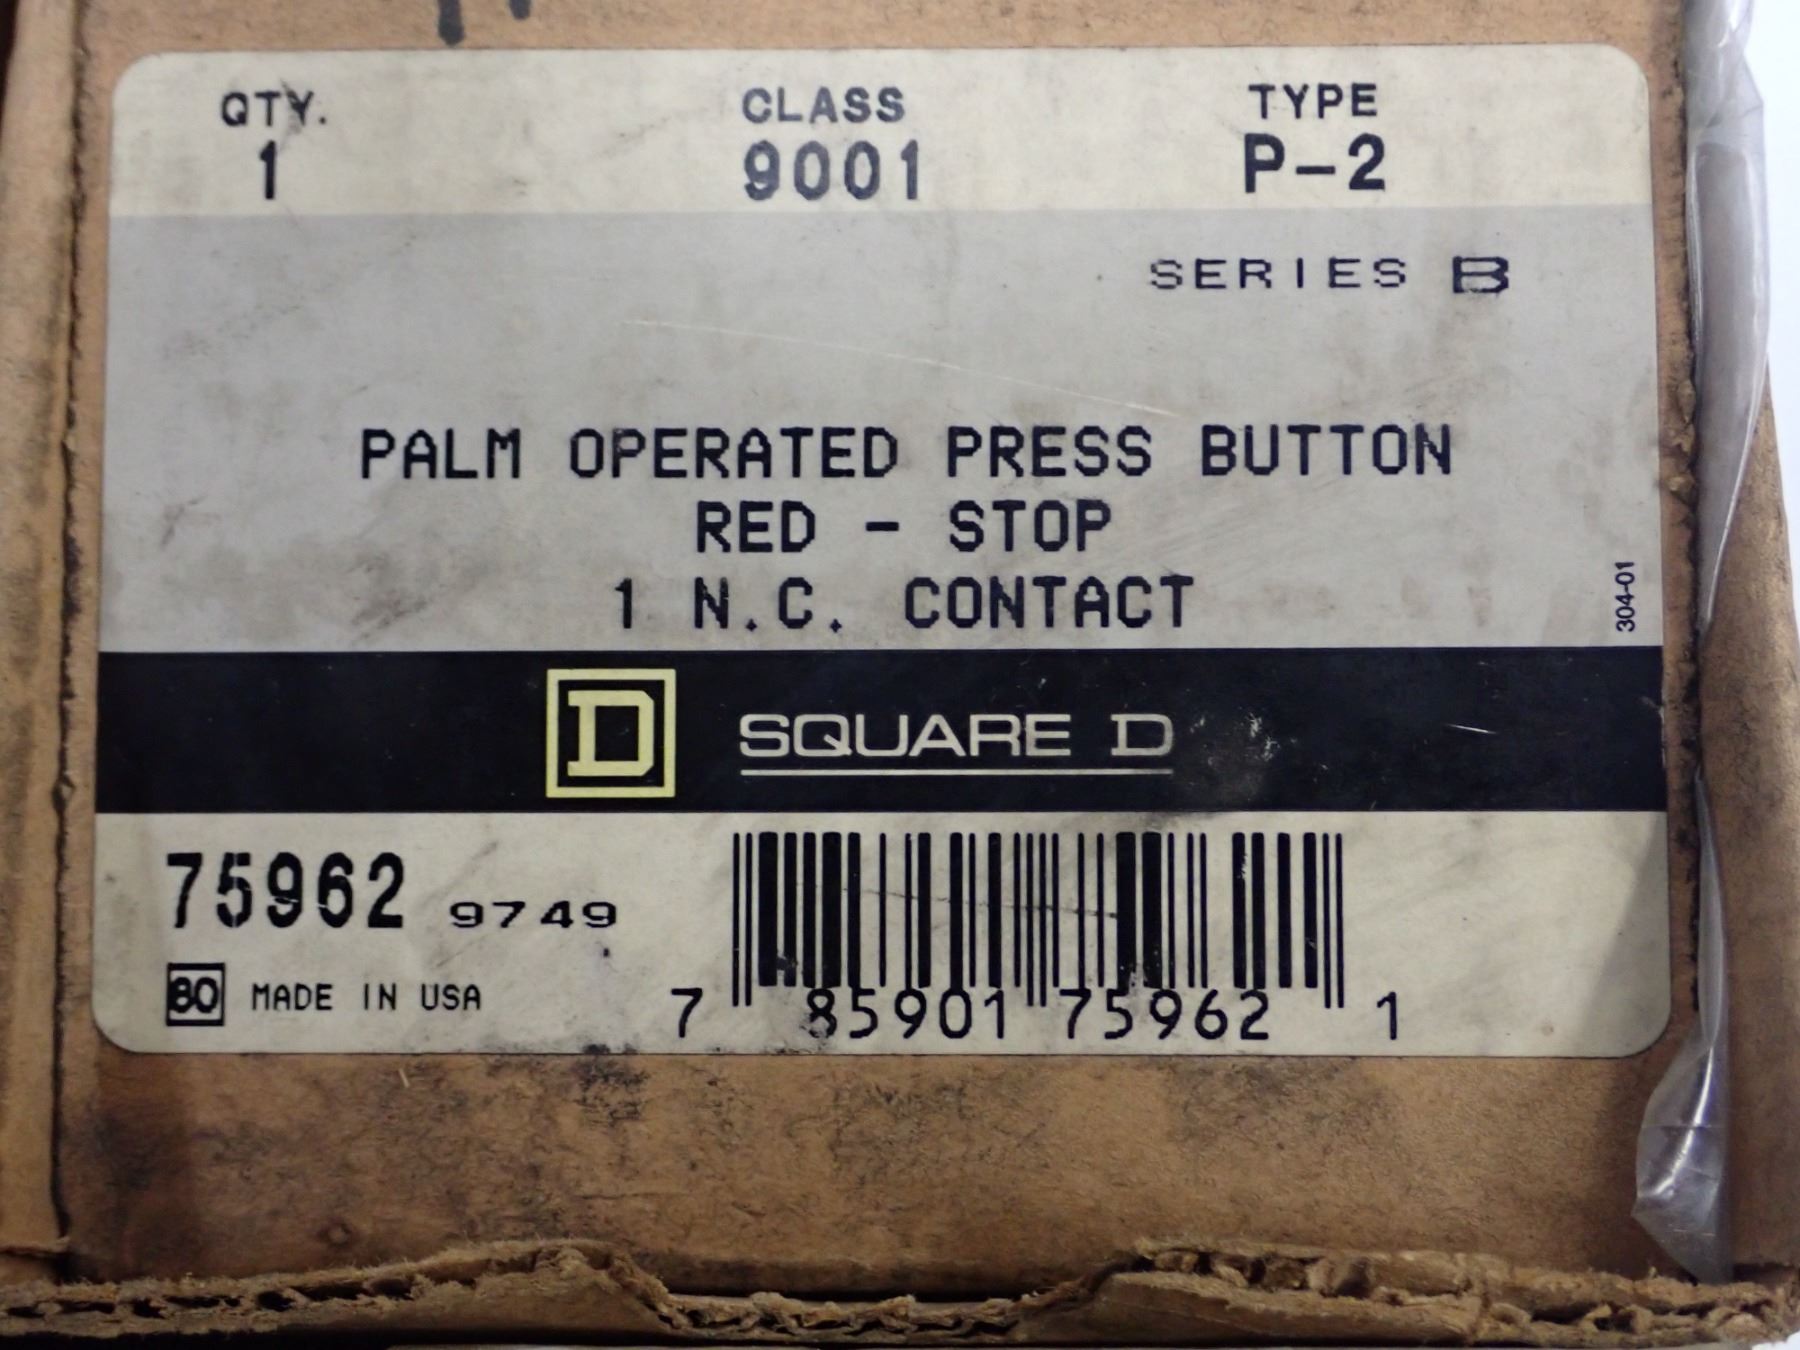 QTY. CLASS TYPE
1 9001 P-2
SERIES B
PALM OPERATED PRESS BUTTON
RED - STOP
1 N.C. CONTACT
304-01
D SQUARE D
75962 9749
80 MADE IN USA
7 85901 75962 1